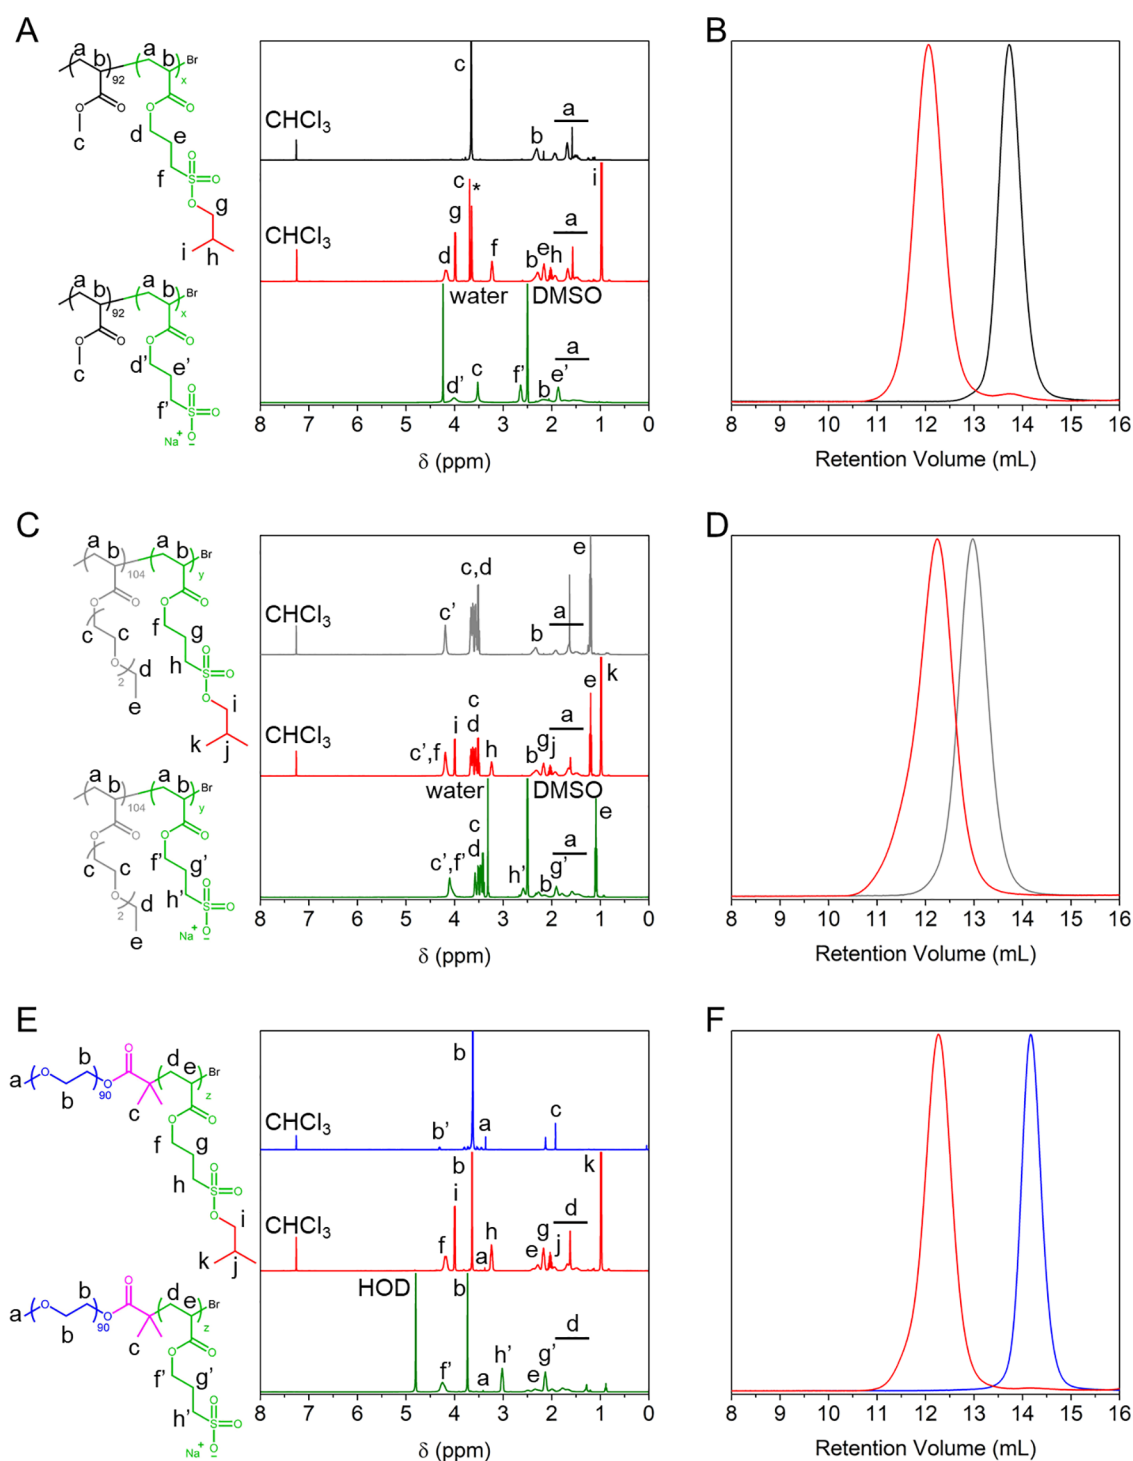 A
a b a b Br
92 x
O O O O
c d e
f O S O
O g
i h
a b a b Br
92 x
O O O O
c d' e'
f' O S O
Na+ O−
c
CHCl3 b a
c * i
CHCl3 d g f b e h a
water DMSO
d' c f' b e' a
8 7 6 5 4 3 2 1 0
δ (ppm)
B
8 9 10 11 12 13 14 15 16
Retention Volume (mL)
C
a b a b Br
104 y
O O O O
c c f g
O 2 d h S O O
e O i
k j
a b a b Br
104 y
O O O O
c c f' g'
O 2 d h' S O O
e Na+ O−
c,d e
CHCl3 c' b a
c e k
CHCl3 c',f i d h b g j a
water DMSO e
c',f' c d h' b g' a
8 7 6 5 4 3 2 1 0
δ (ppm)
D
8 9 10 11 12 13 14 15 16
Retention Volume (mL)
E
b O d e Br
a O O z
b 90 c O O
f g
h S O O
O i
k j
b O d e Br
a O O z
b 90 c O O
f' g'
h' S O O
Na+ O−
b
CHCl3 b' a c
b k
CHCl3 f i a h e g j d
HOD b
f' a h' e g' d
8 7 6 5 4 3 2 1 0
δ (ppm)
F
8 9 10 11 12 13 14 15 16
Retention Volume (mL)